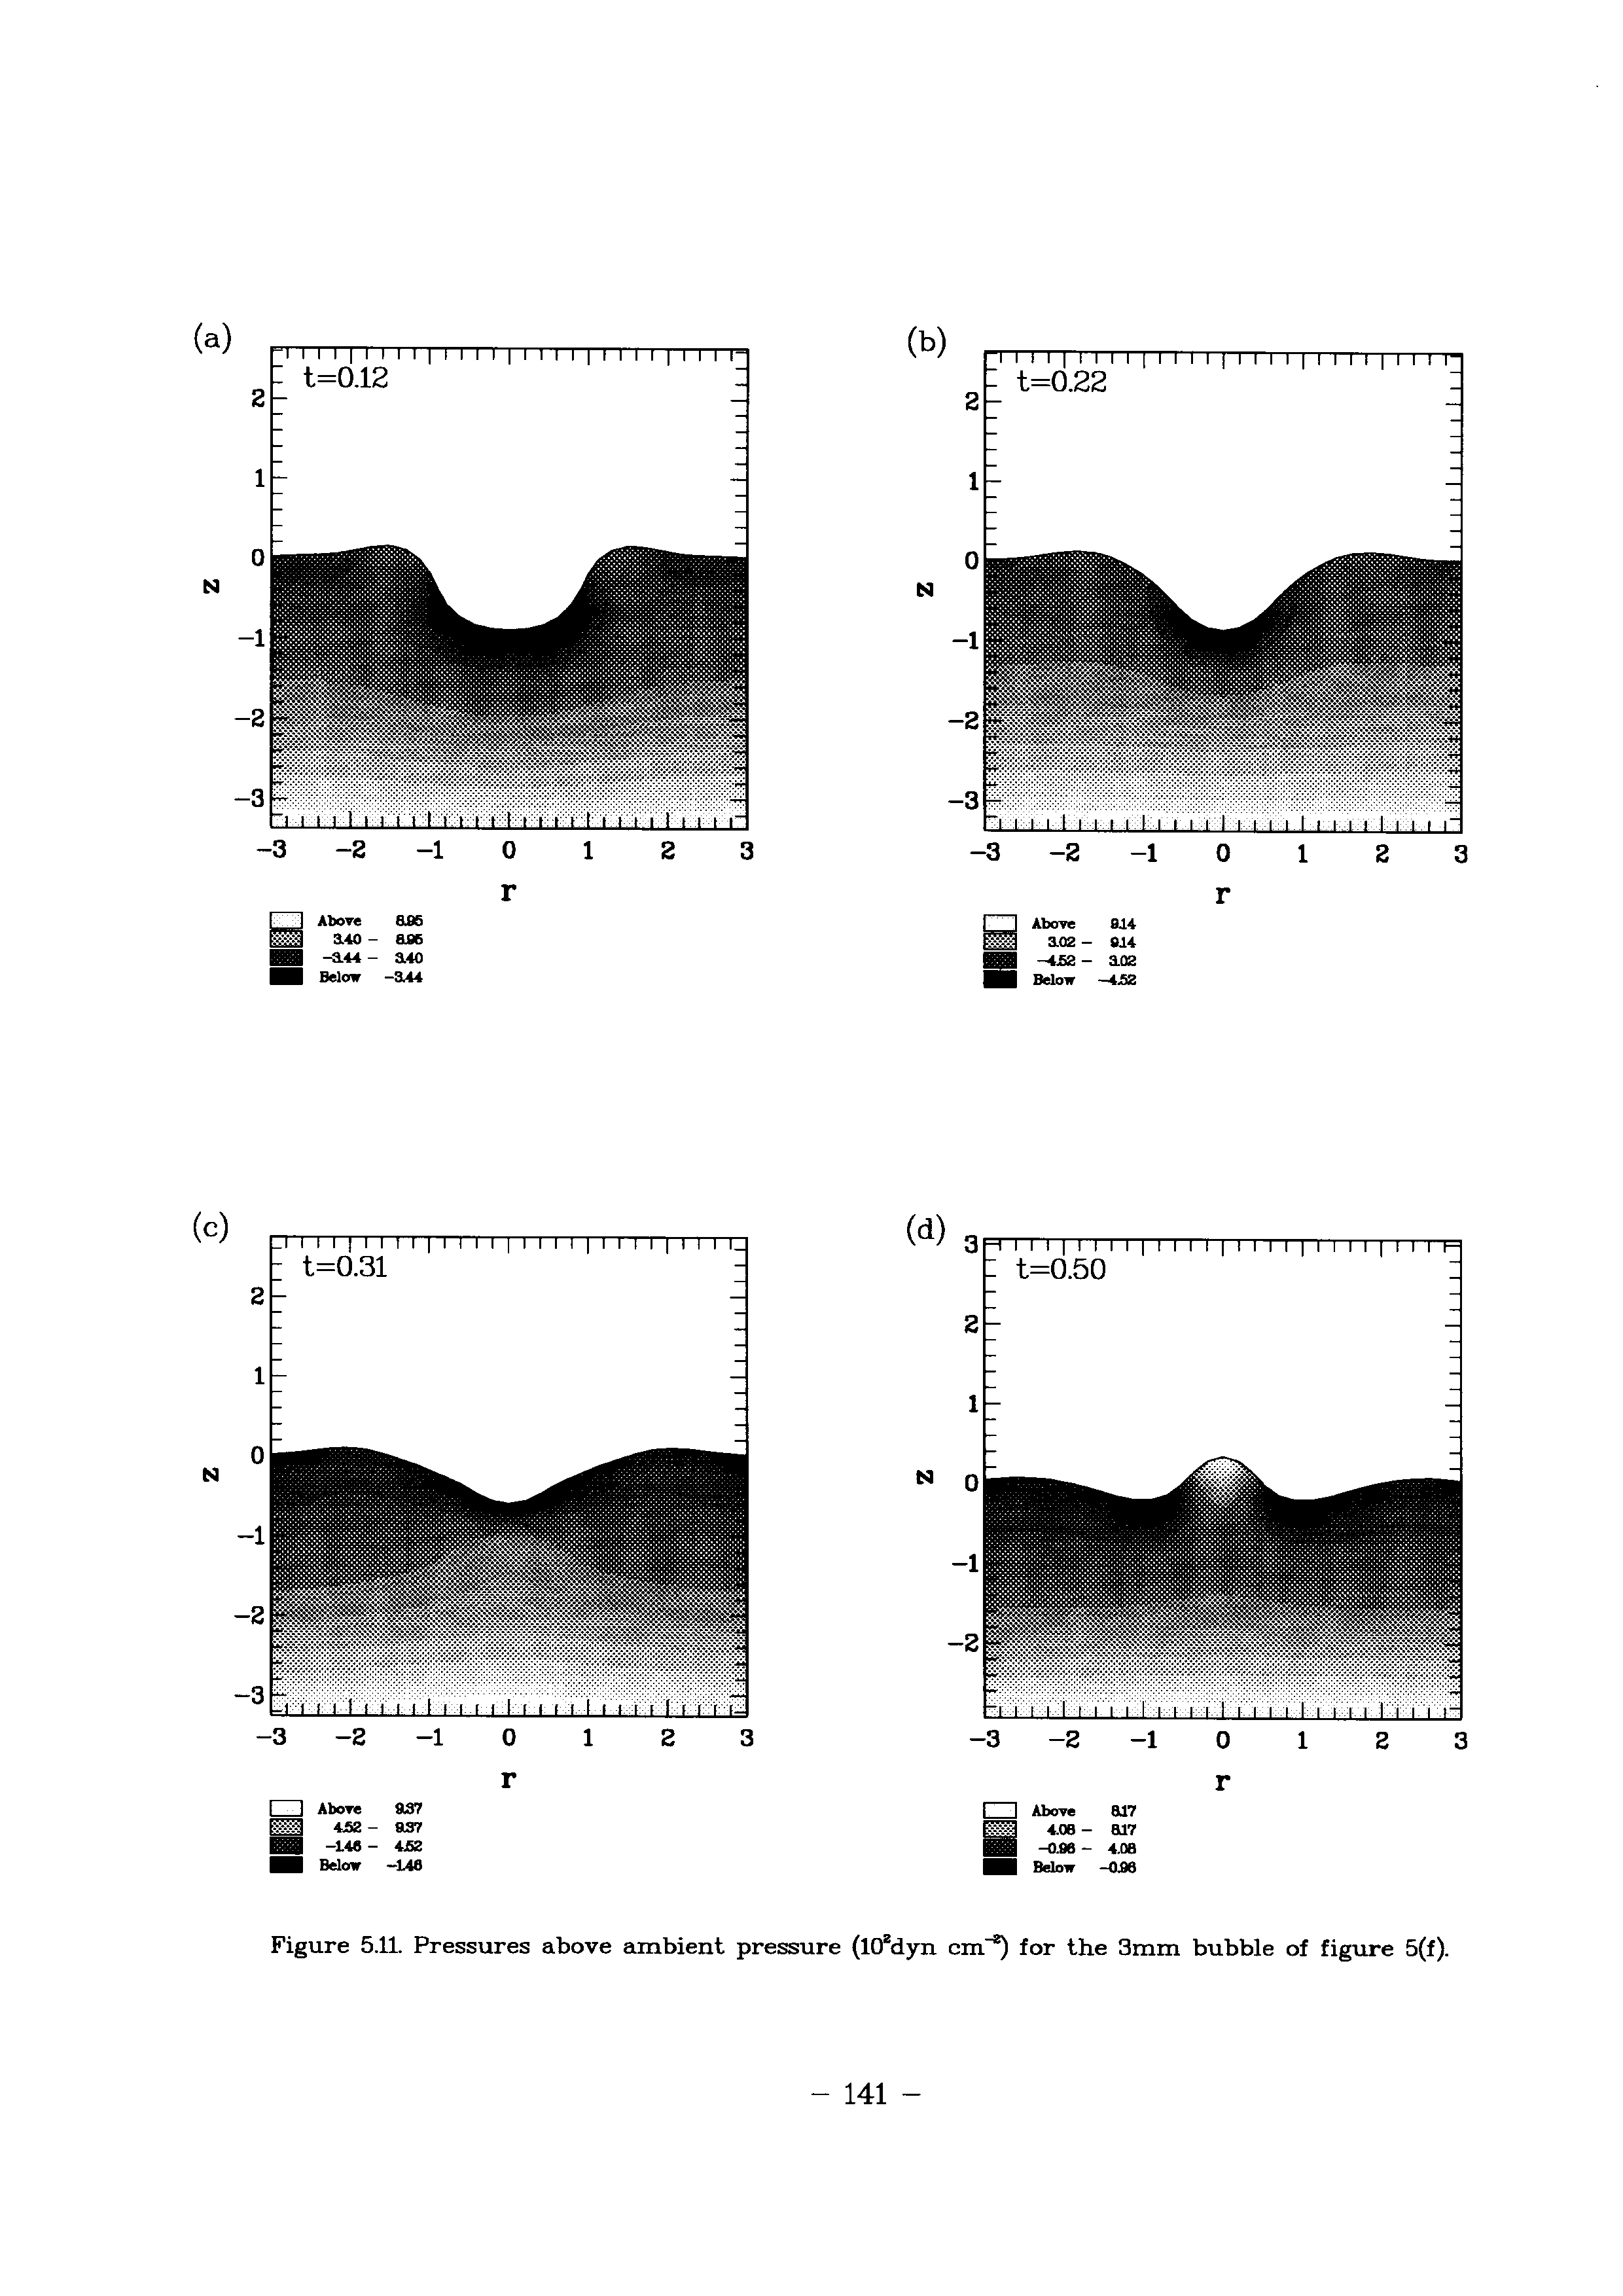 (a)
t=0.12
2
1
0
z
−1
−2
−3
−3 −2 −1 0 1 2 3
r
Above 8.95
3.40 − 8.95
−3.44 − 3.40
Below −3.44
(b)
t=0.22
2
1
0
z
−1
−2
−3
−3 −2 −1 0 1 2 3
r
Above 9.14
3.02 − 9.14
−4.52 − 3.02
Below −4.52
(c)
t=0.31
2
1
0
z
−1
−2
−3
−3 −2 −1 0 1 2 3
r
Above 9.37
4.52 − 9.37
−1.46 − 4.52
Below −1.46
(d)
t=0.50
3
2
1
0
z
−1
−2
−3 −2 −1 0 1 2 3
r
Above 8.17
4.08 − 8.17
−0.96 − 4.08
Below −0.96
Figure 5.11. Pressures above ambient pressure (10²dyn cm⁻²) for the 3mm bubble of figure 5(f).
− 141 −